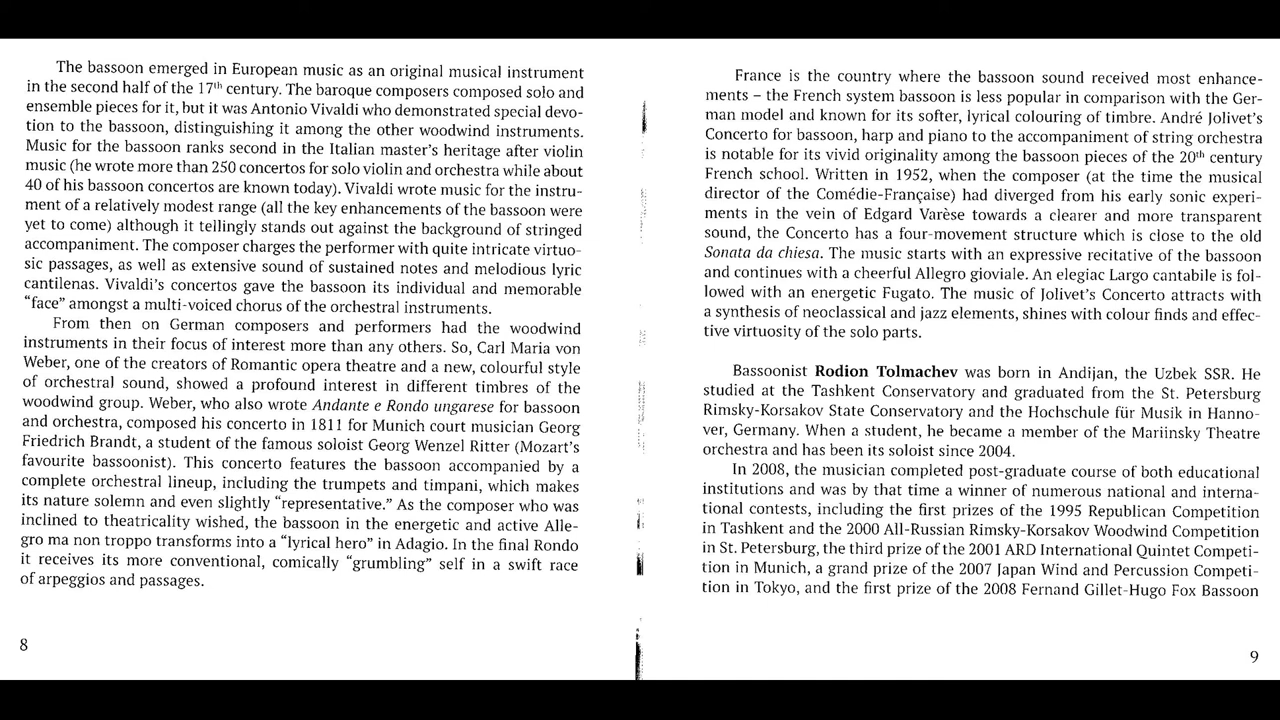 The bassoon emerged in European music as an original musical instrument
in the second half of the 17th century. The baroque composers composed solo and
ensemble pieces for it, but it was Antonio Vivaldi who demonstrated special devo-
tion to the bassoon, distinguishing it among the other woodwind instruments.
Music for the bassoon ranks second in the Italian master’s heritage after violin
music (he wrote more than 250 concertos for solo violin and orchestra while about
40 of his bassoon concertos are known today). Vivaldi wrote music for the instru-
ment of a relatively modest range (all the key enhancements of the bassoon were
yet to come) although it tellingly stands out against the background of stringed
accompaniment. The composer charges the performer with quite intricate virtuo-
sic passages, as well as extensive sound of sustained notes and melodious lyric
cantilenas. Vivaldi’s concertos gave the bassoon its individual and memorable
“face” amongst a multi-voiced chorus of the orchestral instruments.
From then on German composers and performers had the woodwind
instruments in their focus of interest more than any others. So, Carl Maria von
Weber, one of the creators of Romantic opera theatre and a new, colourful style
of orchestral sound, showed a profound interest in different timbres of the
woodwind group. Weber, who also wrote Andante e Rondo ungarese for bassoon
and orchestra, composed his concerto in 1811 for Munich court musician Georg
Friedrich Brandt, a student of the famous soloist Georg Wenzel Ritter (Mozart’s
favourite bassoonist). This concerto features the bassoon accompanied by a
complete orchestral lineup, including the trumpets and timpani, which makes
its nature solemn and even slightly “representative.” As the composer who was
inclined to theatricality wished, the bassoon in the energetic and active Alle-
gro ma non troppo transforms into a “lyrical hero” in Adagio. In the final Rondo
it receives its more conventional, comically “grumbling” self in a swift race
of arpeggios and passages.
8
France is the country where the bassoon sound received most enhance-
ments – the French system bassoon is less popular in comparison with the Ger-
man model and known for its softer, lyrical colouring of timbre. André Jolivet’s
Concerto for bassoon, harp and piano to the accompaniment of string orchestra
is notable for its vivid originality among the bassoon pieces of the 20th century
French school. Written in 1952, when the composer (at the time the musical
director of the Comédie-Française) had diverged from his early sonic experi-
ments in the vein of Edgard Varèse towards a clearer and more transparent
sound, the Concerto has a four-movement structure which is close to the old
Sonata da chiesa. The music starts with an expressive recitative of the bassoon
and continues with a cheerful Allegro gioviale. An elegiac Largo cantabile is fol-
lowed with an energetic Fugato. The music of Jolivet’s Concerto attracts with
a synthesis of neoclassical and jazz elements, shines with colour finds and effec-
tive virtuosity of the solo parts.
Bassoonist Rodion Tolmachev was born in Andijan, the Uzbek SSR. He
studied at the Tashkent Conservatory and graduated from the St. Petersburg
Rimsky-Korsakov State Conservatory and the Hochschule für Musik in Hanno-
ver, Germany. When a student, he became a member of the Mariinsky Theatre
orchestra and has been its soloist since 2004.
In 2008, the musician completed post-graduate course of both educational
institutions and was by that time a winner of numerous national and interna-
tional contests, including the first prizes of the 1995 Republican Competition
in Tashkent and the 2000 All-Russian Rimsky-Korsakov Woodwind Competition
in St. Petersburg, the third prize of the 2001 ARD International Quintet Competi-
tion in Munich, a grand prize of the 2007 Japan Wind and Percussion Competi-
tion in Tokyo, and the first prize of the 2008 Fernand Gillet-Hugo Fox Bassoon
9